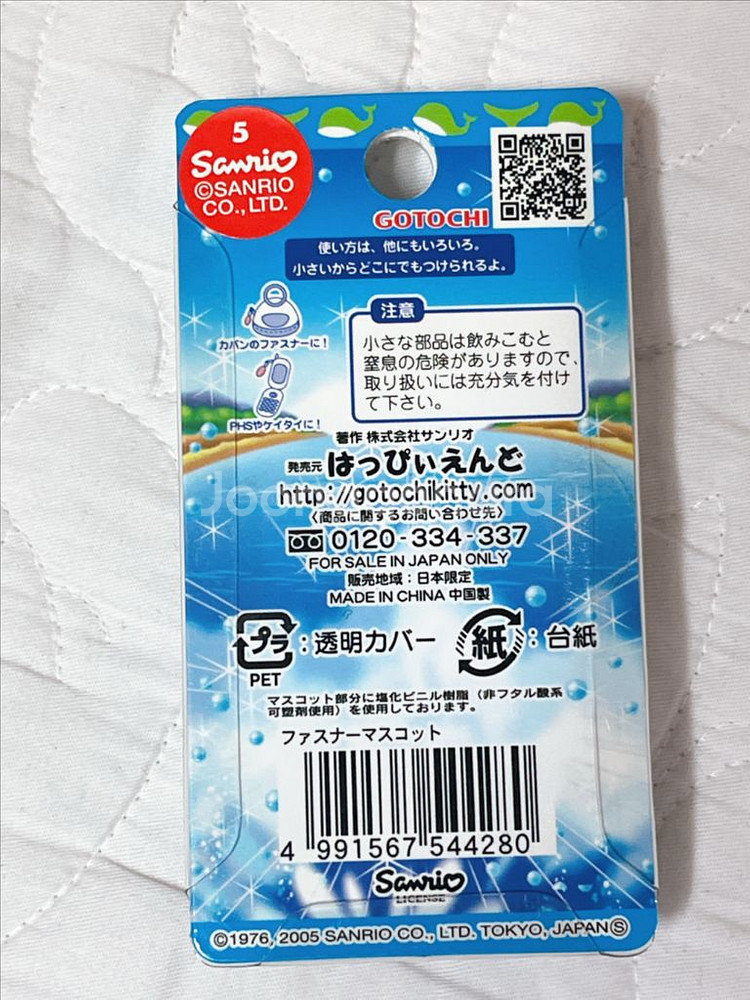 5
Sanrio
©SANRIO
CO., LTD.
GOTOCHI
使い方は、他にもいろいろ。
小さいからどこにでもつけられるよ。
カバンのファスナーに!
PHSやケイタイに!
注意
小さな部品は飲みこむと
窒息の危険がありますので、
取り扱いには充分気を付け
て下さい。
著作 株式会社サンリオ
発売元 はっぴぃえんど
http://gotochikitty.com
〈商品に関するお問い合わせ先〉
0120-334-337
FOR SALE IN JAPAN ONLY
販売地域:日本限定
MADE IN CHINA 中国製
プラ:透明カバー
PET
紙:台紙
マスコット部分に塩化ビニル樹脂(非フタル酸系
可塑剤使用)を使用しております。
ファスナーマスコット
4 991567 544280
Sanrio
LICENSE
©1976, 2005 SANRIO CO., LTD. TOKYO, JAPAN Ⓢ